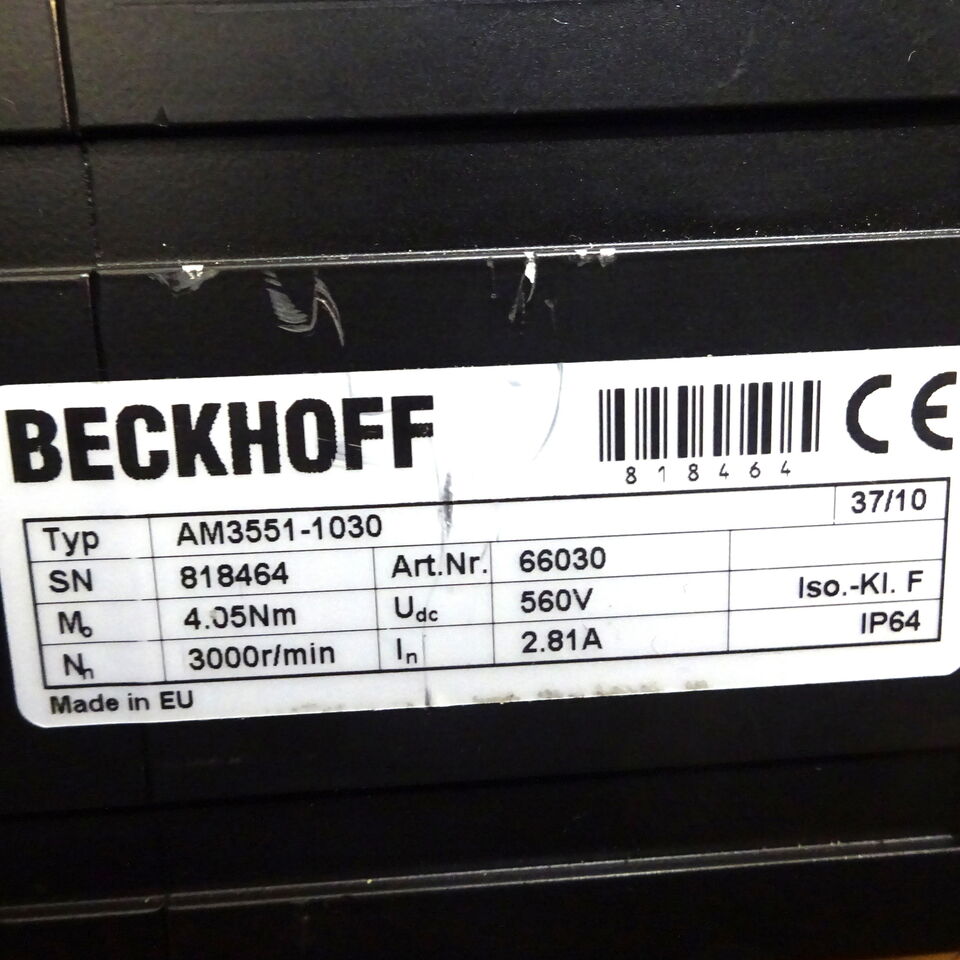 BECKHOFF
818464
CE
Typ AM3551-1030 37/10
SN 818464 Art.Nr. 66030
Mo 4.05Nm Udc 560V Iso.-Kl. F
Nn 3000r/min In 2.81A IP64
Made in EU